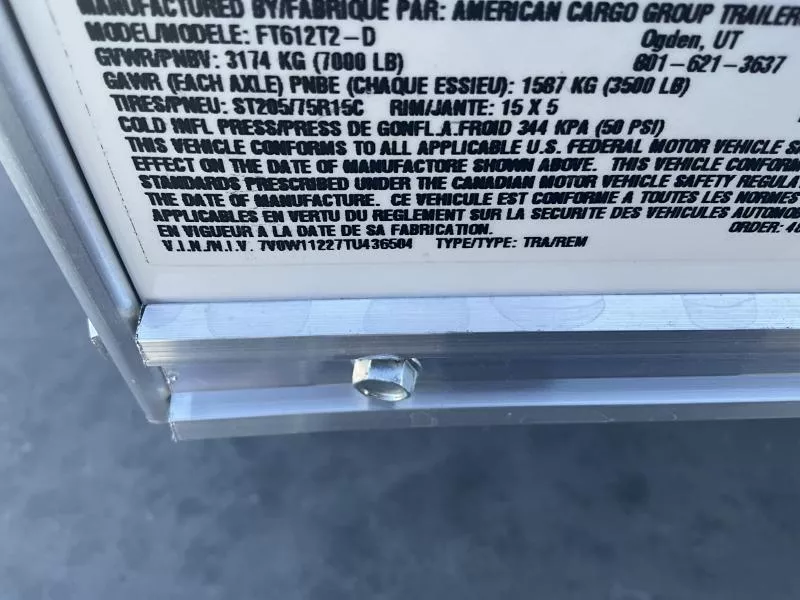 MANUFACTURED BY/FABRIQUE PAR: AMERICAN CARGO GROUP TRAILER
MODEL/MODELE: FT612T2-D Ogden, UT
GVWR/PNBV: 3174 KG (7000 LB) 801-621-3637
GAWR (EACH AXLE) PNBE (CHAQUE ESSIEU): 1587 KG (3500 LB)
TIRES/PNEU: ST205/75R15C RIM/JANTE: 15 X 5
COLD INFL PRESS/PRESS DE GONFL.A.FROID 344 KPA (50 PSI)
THIS VEHICLE CONFORMS TO ALL APPLICABLE U.S. FEDERAL MOTOR VEHICLE SA
EFFECT ON THE DATE OF MANUFACTORE SHOWN ABOVE. THIS VEHICLE CONFORM
STANDARDS PRESCRIBED UNDER THE CANADIAN MOTOR VEHICLE SAFETY REGULAT
THE DATE OF MANUFACTURE. CE VEHICULE EST CONFORME A TOUTES LES NORMES
APPLICABLES EN VERTU DU REGLEMENT SUR LA SECURITE DES VEHICULES AUTOMOB
EN VIGUEUR A LA DATE DE SA FABRICATION. ORDER: 48
V.I.N./N.I.V. 7V0W11227TU436504 TYPE/TYPE: TRA/REM